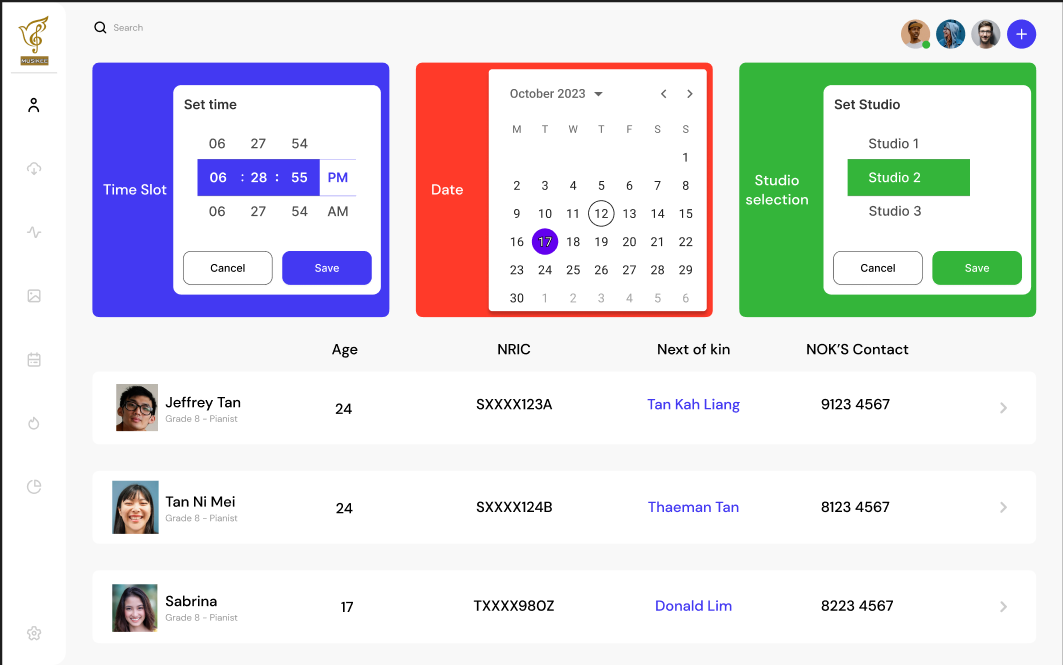 MUSIKEE
Search
+
Time Slot
Set time
06 27 54
06 : 28 : 55 PM
06 27 54 AM
Cancel Save
Date
October 2023
M T W T F S S
1
2 3 4 5 6 7 8
9 10 11 12 13 14 15
16 17 18 19 20 21 22
23 24 25 26 27 28 29
30 1 2 3 4 5 6
Studio
selection
Set Studio
Studio 1
Studio 2
Studio 3
Cancel Save
Age NRIC Next of kin NOK'S Contact
Jeffrey Tan 24 SXXXX123A Tan Kah Liang 9123 4567
Grade 8 - Pianist
Tan Ni Mei 24 SXXXX124B Thaeman Tan 8123 4567
Grade 8 - Pianist
Sabrina 17 TXXXX980Z Donald Lim 8223 4567
Grade 8 - Pianist